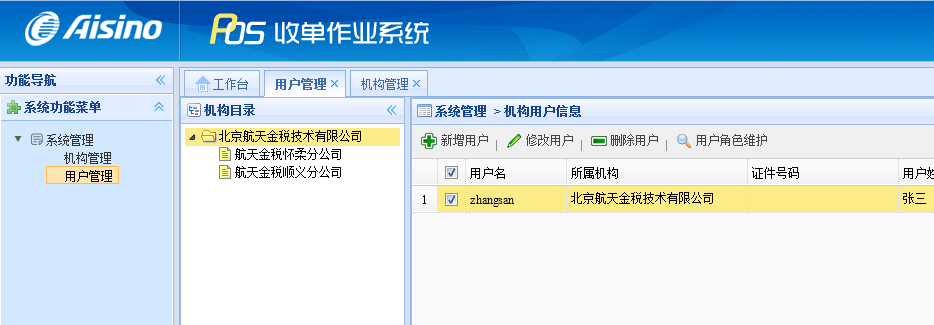 Aisino POS 收单作业系统
功能导航
系统功能菜单
系统管理
机构管理
用户管理
工作台 用户管理 机构管理
机构目录
北京航天金税技术有限公司
航天金税怀柔分公司
航天金税顺义分公司
系统管理 > 机构用户信息
新增用户 | 修改用户 | 删除用户 | 用户角色维护
用户名 所属机构 证件号码 用户
1 zhangsan 北京航天金税技术有限公司 张三